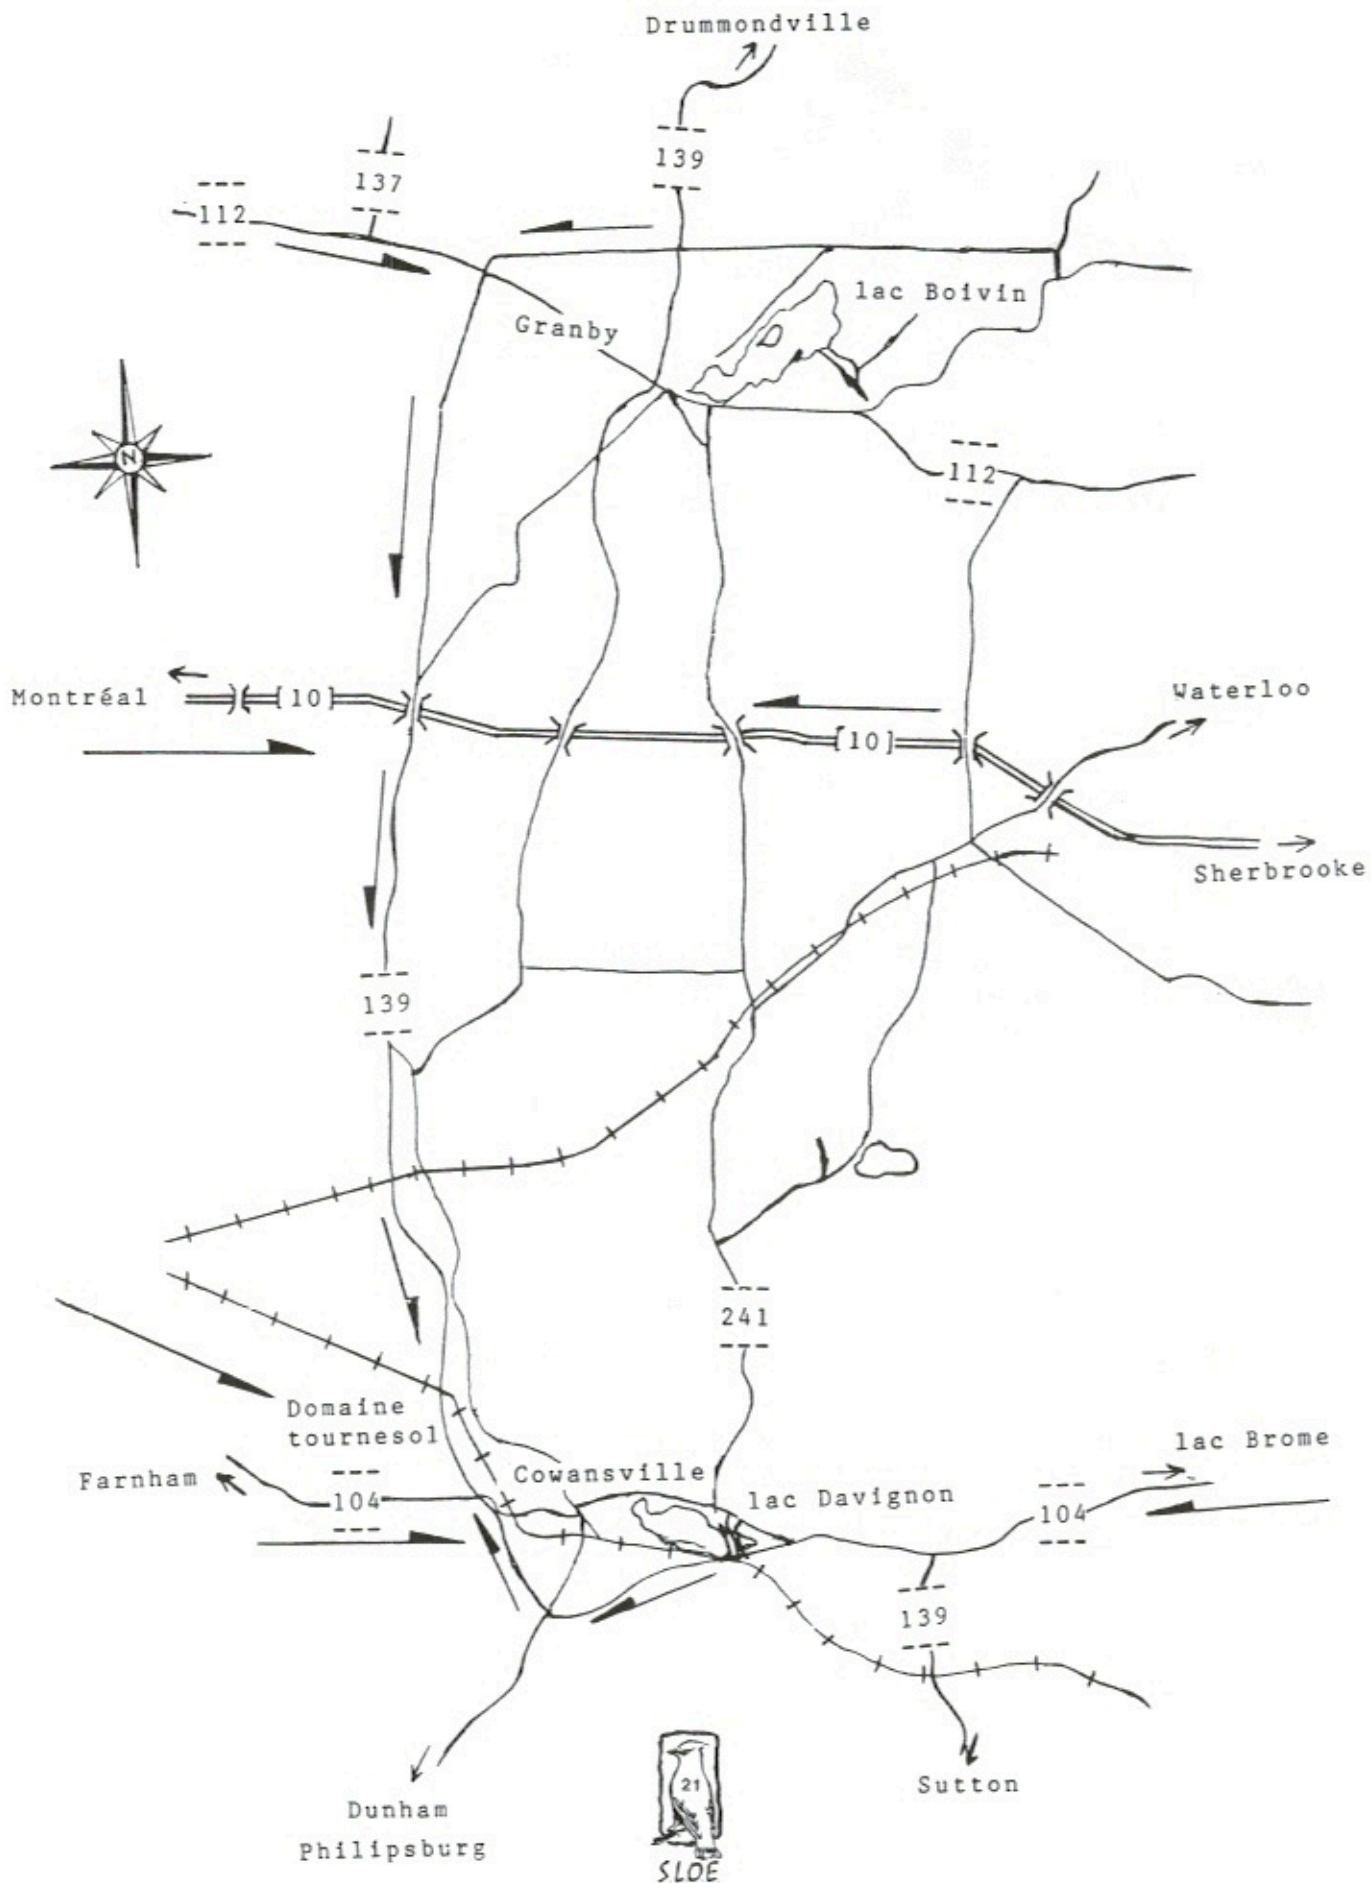 Drummondville
139
137
112
lac Boivin
Granby
N
112
Montréal
[10]
Waterloo
[10]
Sherbrooke
139
241
Domaine
tournesol
lac Brome
Farnham
Cowansville
104
lac Davignon
104
139
21
Sutton
Dunham
Philipsburg
SLOE